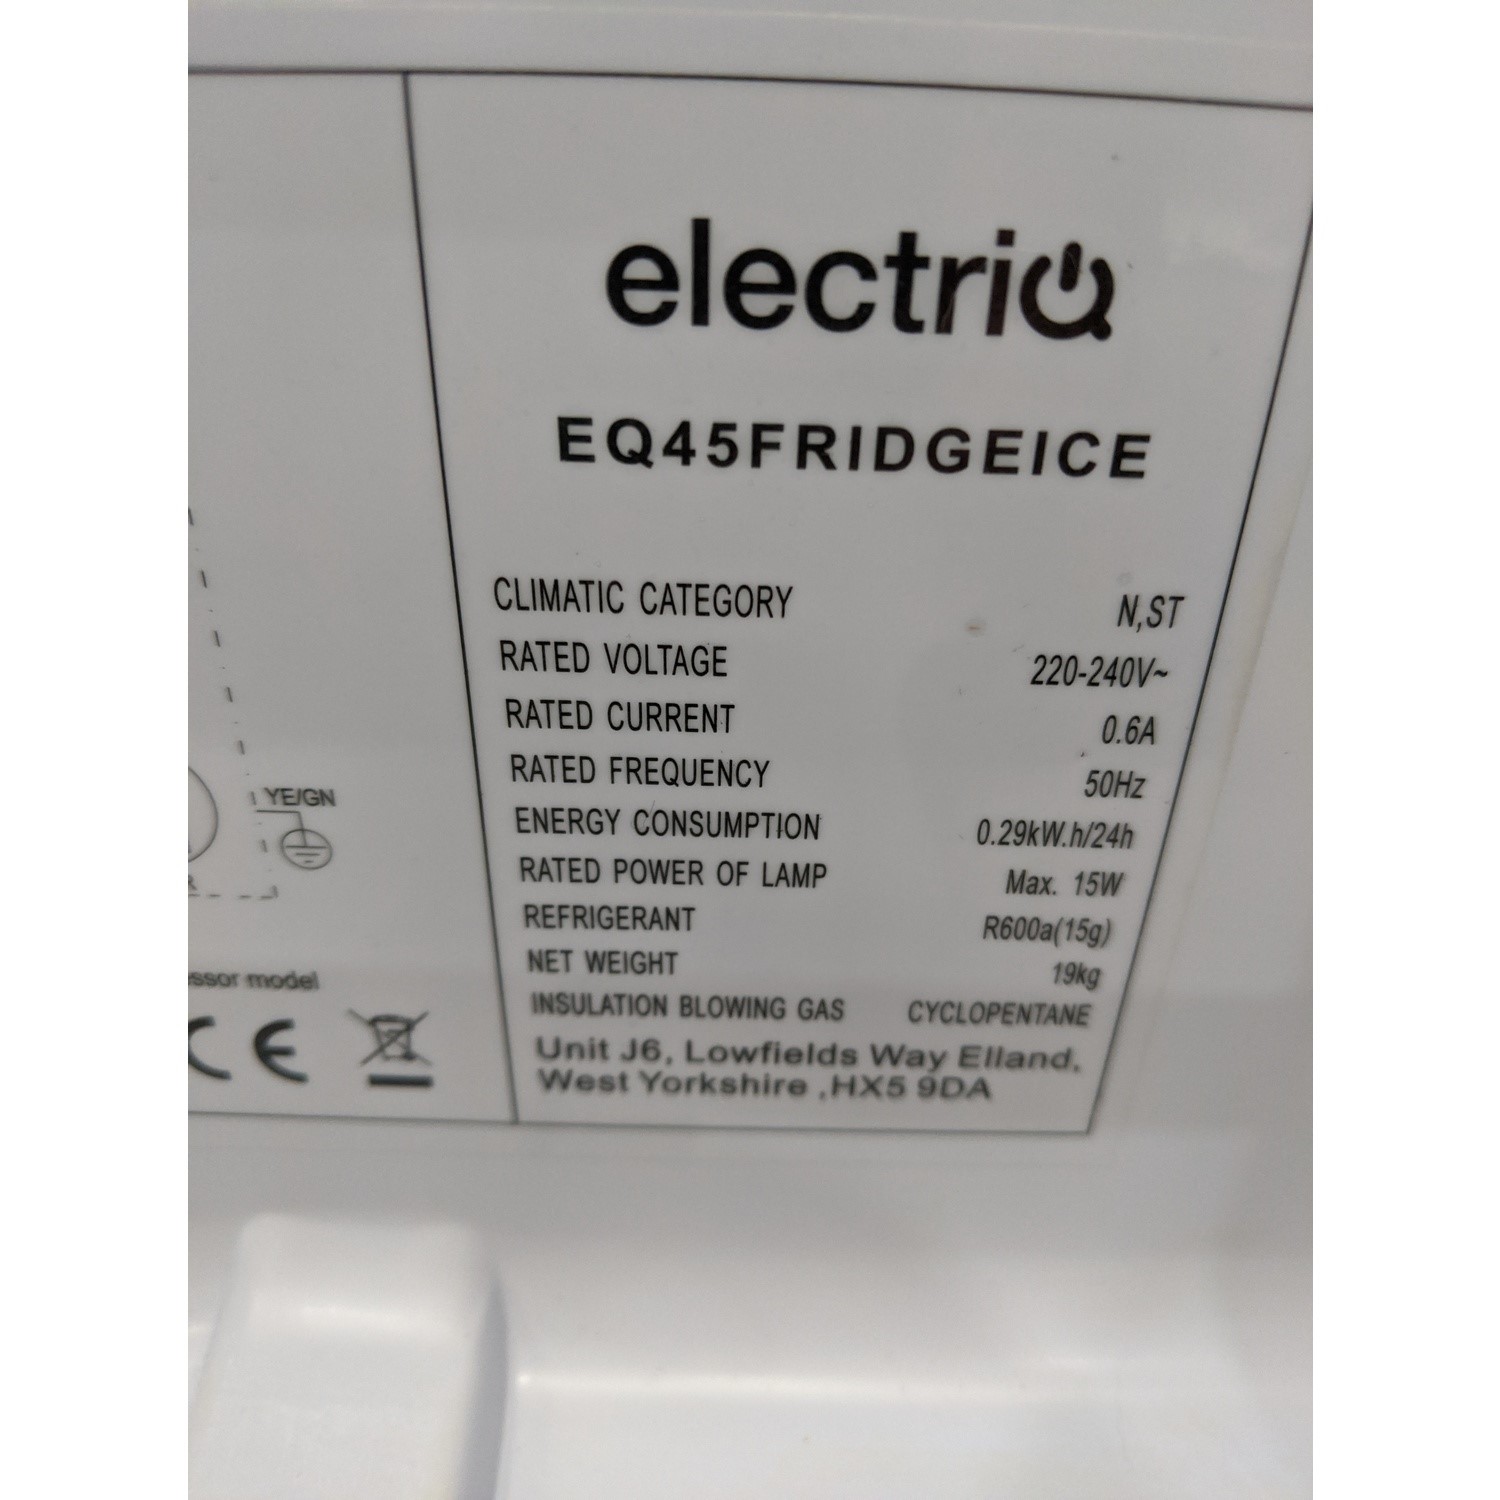 electriQ
EQ45FRIDGEICE
CLIMATIC CATEGORY N,ST
RATED VOLTAGE 220-240V~
RATED CURRENT 0.6A
RATED FREQUENCY 50Hz
ENERGY CONSUMPTION 0.29kW.h/24h
RATED POWER OF LAMP Max. 15W
REFRIGERANT R600a(15g)
NET WEIGHT 19kg
INSULATION BLOWING GAS CYCLOPENTANE
Unit J6, Lowfields Way Elland,
West Yorkshire ,HX5 9DA
YE/GN
model
CE